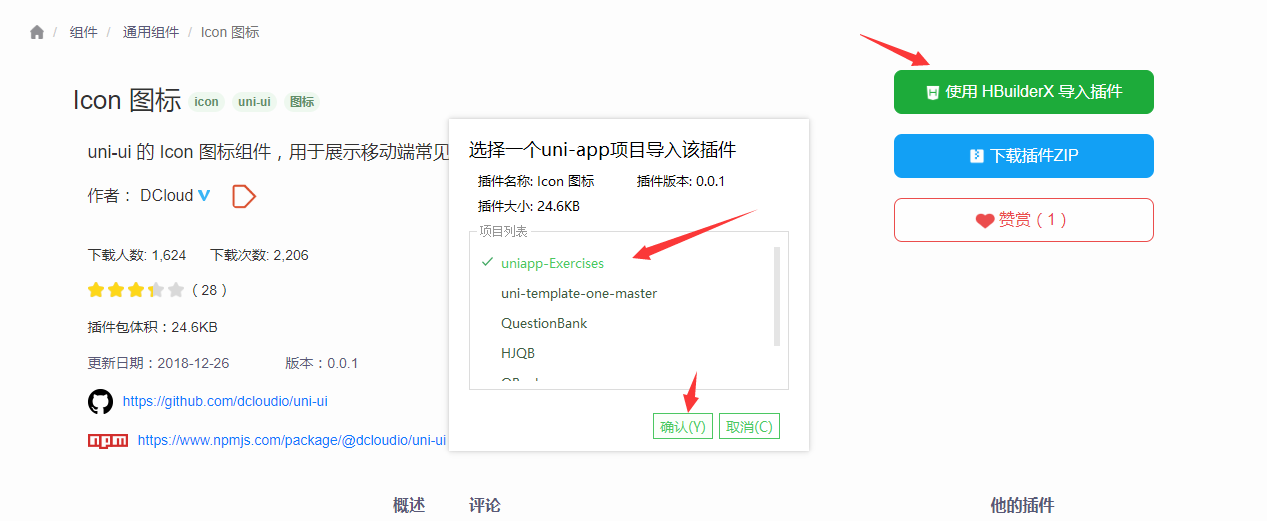 / 组件 / 通用组件 / Icon 图标
Icon 图标 icon uni-ui 图标
使用 HBuilderX 导入插件
uni-ui 的 Icon 图标组件，用于展示移动端常见
下载插件ZIP
作者： DCloud
赞赏（1）
下载人数: 1,624 下载次数: 2,206
（28）
插件包体积：24.6KB
更新日期：2018-12-26 版本：0.0.1
https://github.com/dcloudio/uni-ui
npm https://www.npmjs.com/package/@dcloudio/uni-ui
选择一个uni-app项目导入该插件
插件名称: Icon 图标 插件版本: 0.0.1
插件大小: 24.6KB
项目列表
uniapp-Exercises
uni-template-one-master
QuestionBank
HJQB
确认(Y) 取消(C)
概述 评论 他的插件